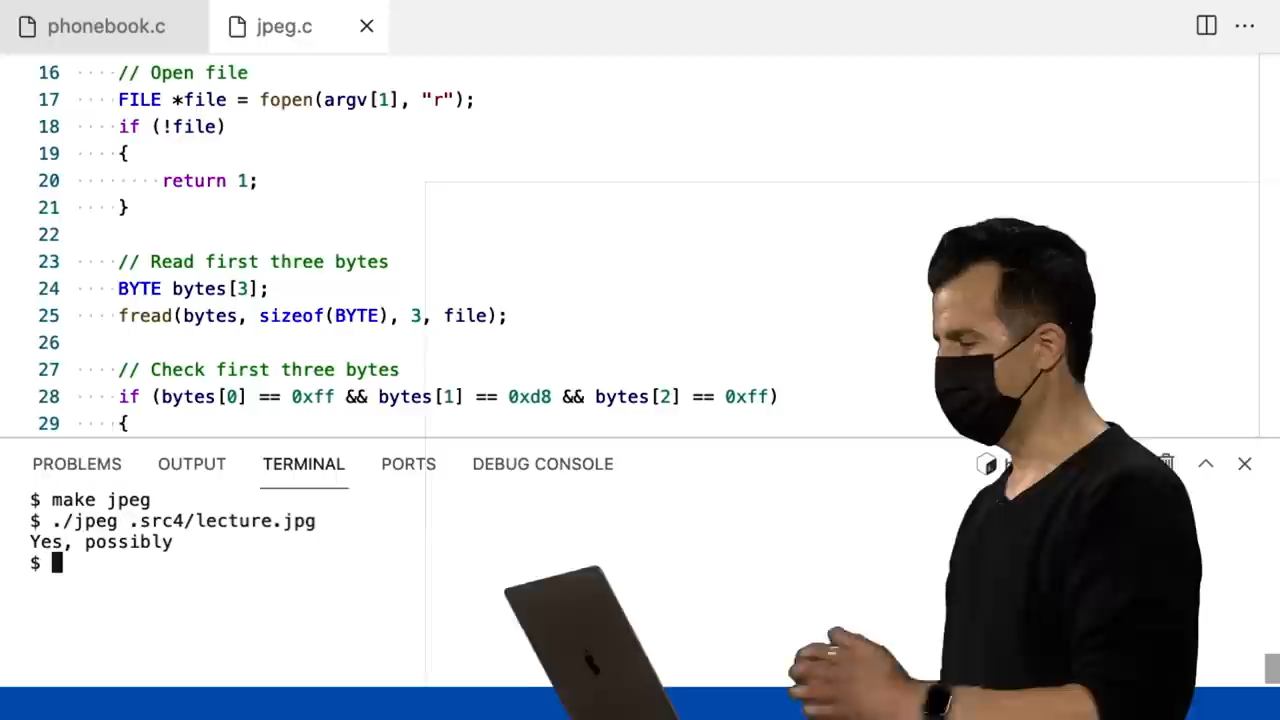 phonebook.c jpeg.c
16 // Open file
17 FILE *file = fopen(argv[1], "r");
18 if (!file)
19 {
20 return 1;
21 }
22
23 // Read first three bytes
24 BYTE bytes[3];
25 fread(bytes, sizeof(BYTE), 3, file);
26
27 // Check first three bytes
28 if (bytes[0] == 0xff && bytes[1] == 0xd8 && bytes[2] == 0xff)
29 {
PROBLEMS OUTPUT TERMINAL PORTS DEBUG CONSOLE
$ make jpeg
$ ./jpeg .src4/lecture.jpg
Yes, possibly
$